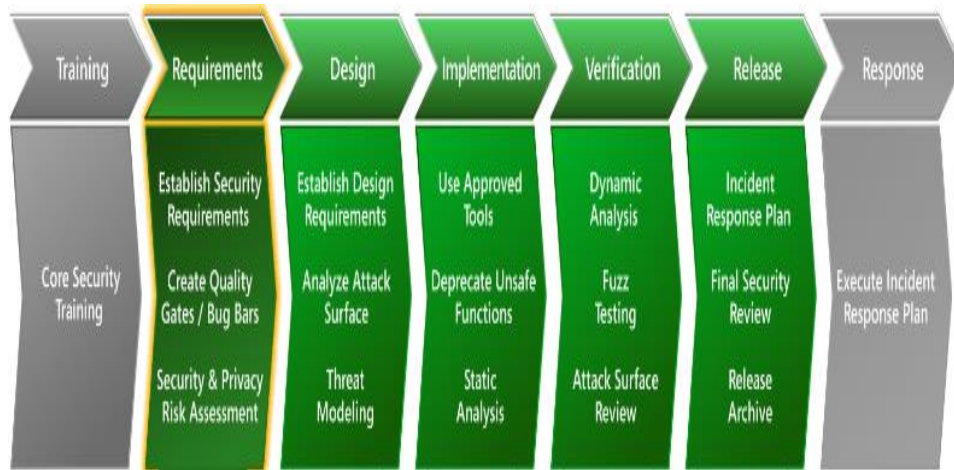 Training
Requirements
Design
Implementation
Verification
Release
Response
Core Security
Training
Establish Security
Requirements
Create Quality
Gates / Bug Bars
Security & Privacy
Risk Assessment
Establish Design
Requirements
Analyze Attack
Surface
Threat
Modeling
Use Approved
Tools
Deprecate Unsafe
Functions
Static
Analysis
Dynamic
Analysis
Fuzz
Testing
Attack Surface
Review
Incident
Response Plan
Final Security
Review
Release
Archive
Execute Incident
Response Plan